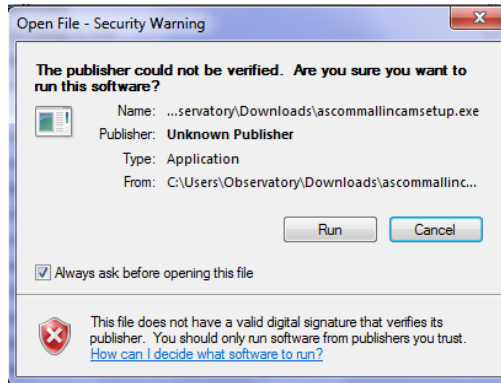 Open File - Security Warning
The publisher could not be verified. Are you sure you want to
run this software?
Name: ...servatory\Downloads\ascommallincamsetup.exe
Publisher: Unknown Publisher
Type: Application
From: C:\Users\Observatory\Downloads\ascommallinc...
Run
Cancel
Always ask before opening this file
This file does not have a valid digital signature that verifies its
publisher. You should only run software from publishers you trust.
How can I decide what software to run?